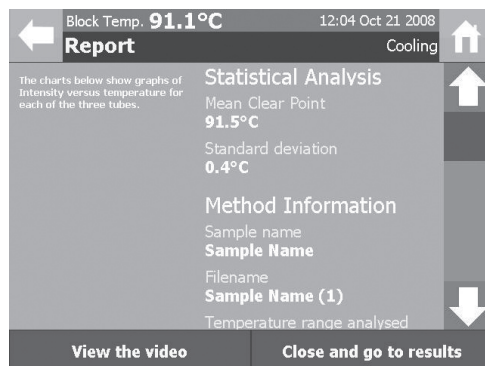 Block Temp. 91.1°C
12:04 Oct 21 2008
Report
Cooling
The charts below show graphs of
Intensity versus temperature for
each of the three tubes.
Statistical Analysis
Mean Clear Point
91.5°C
Standard deviation
0.4°C
Method Information
Sample name
Sample Name
Filename
Sample Name (1)
Temperature range analysed
View the video
Close and go to results